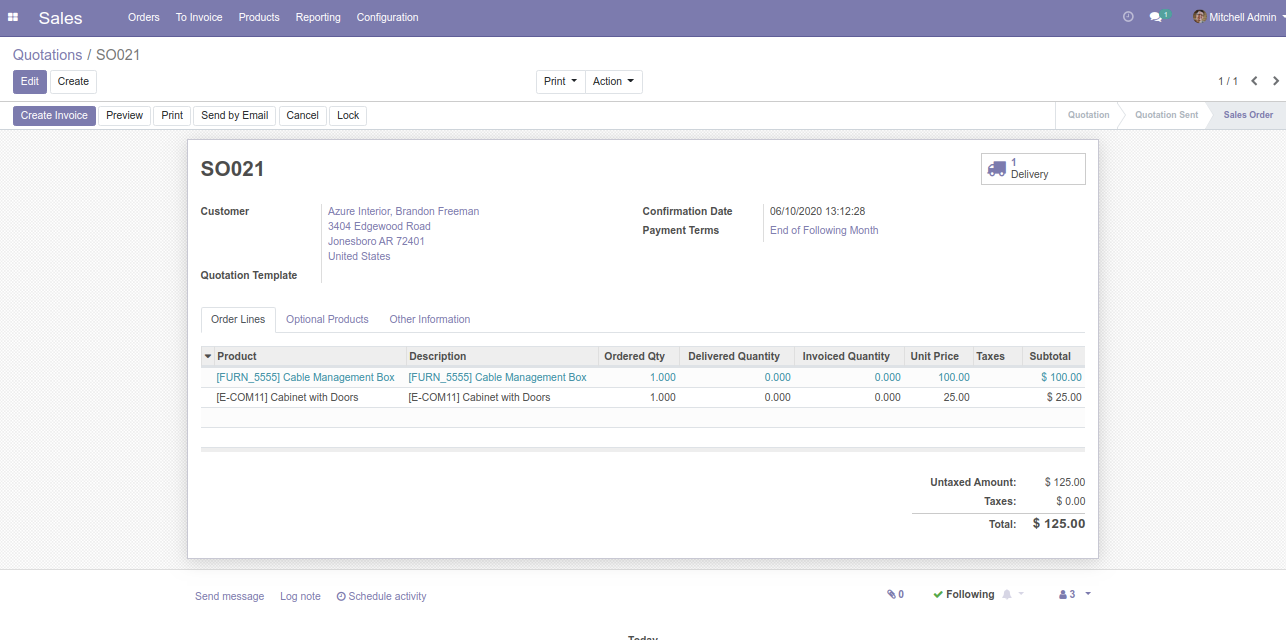 Sales Orders To Invoice Products Reporting Configuration 1 Mitchell Admin
Quotations / SO021
Edit Create Print Action 1 / 1
Create Invoice Preview Print Send by Email Cancel Lock Quotation Quotation Sent Sales Order
SO021
1
Delivery
Customer Azure Interior, Brandon Freeman
3404 Edgewood Road
Jonesboro AR 72401
United States
Confirmation Date 06/10/2020 13:12:28
Payment Terms End of Following Month
Quotation Template
Order Lines Optional Products Other Information
Product Description Ordered Qty Delivered Quantity Invoiced Quantity Unit Price Taxes Subtotal
[FURN_5555] Cable Management Box [FURN_5555] Cable Management Box 1.000 0.000 0.000 100.00 $ 100.00
[E-COM11] Cabinet with Doors [E-COM11] Cabinet with Doors 1.000 0.000 0.000 25.00 $ 25.00
Untaxed Amount: $ 125.00
Taxes: $ 0.00
Total: $ 125.00
Send message Log note Schedule activity 0 Following 3
Today